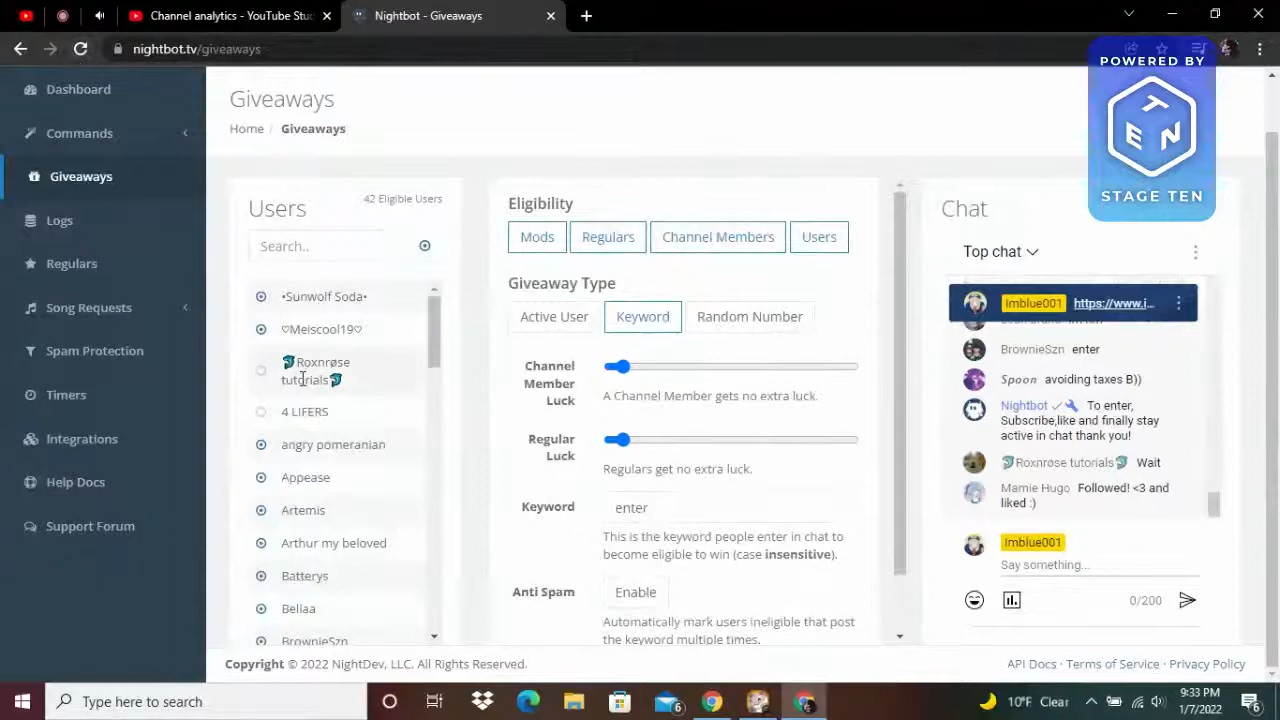 Channel analytics - YouTube Stu
Nightbot - Giveaways
nightbot.tv/giveaways
POWERED BY
TEN
STAGE TEN
Dashboard
Commands
Giveaways
Logs
Regulars
Song Requests
Spam Protection
Timers
Integrations
Help Docs
Support Forum
Giveaways
Home / Giveaways
Users
42 Eligible Users
Search..
•Sunwolf Soda•
♡Meiscool19♡
Roxnrøse
tutorials
4 LIFERS
angry pomeranian
Appease
Artemis
Arthur my beloved
Batterys
Bellaa
BrownieSzn
Eligibility
Mods
Regulars
Channel Members
Users
Giveaway Type
Active User
Keyword
Random Number
Channel
Member
Luck
A Channel Member gets no extra luck.
Regular
Luck
Regulars get no extra luck.
Keyword
enter
This is the keyword people enter in chat to
become eligible to win (case insensitive).
Anti Spam
Enable
Automatically mark users ineligible that post
the keyword multiple times.
Chat
Top chat
Imblue001 https://www.i...
BrownieSzn enter
Spoon avoiding taxes B))
Nightbot To enter,
Subscribe,like and finally stay
active in chat thank you!
Roxnrøse tutorials Wait
Mamie Hugo Followed! <3 and
liked :)
Imblue001
Say something...
0/200
Copyright © 2022 NightDev, LLC. All Rights Reserved.
API Docs · Terms of Service · Privacy Policy
Type here to search
6
10°F Clear
9:33 PM
1/7/2022
6